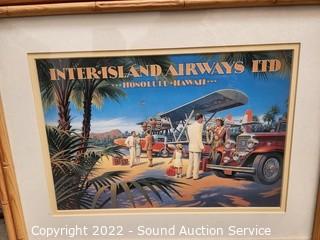 INTER-ISLAND AIRWAYS LTD
···HONOLULU·HAWAII···
Copyright 2022 - Sound Auction Service